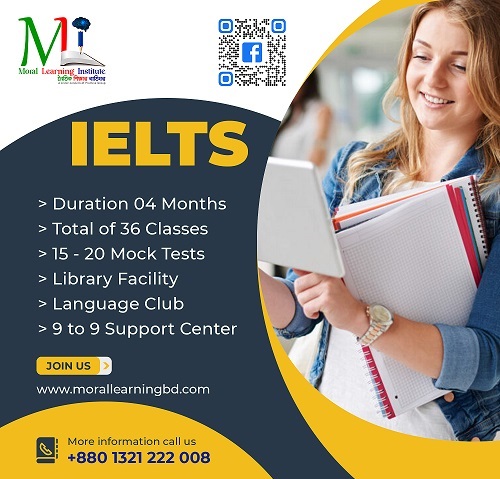 Moral Learning Institute
IELTS
> Duration 04 Months
> Total of 36 Classes
> 15 - 20 Mock Tests
> Library Facility
> Language Club
> 9 to 9 Support Center
JOIN US >
www.morallearningbd.com
More information call us
+880 1321 222 008